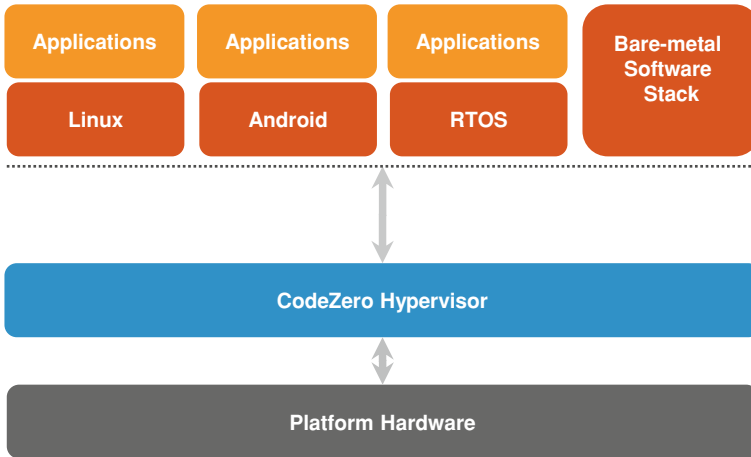 Applications
Applications
Applications
Bare-metal
Software
Stack
Linux
Android
RTOS
CodeZero Hypervisor
Platform Hardware